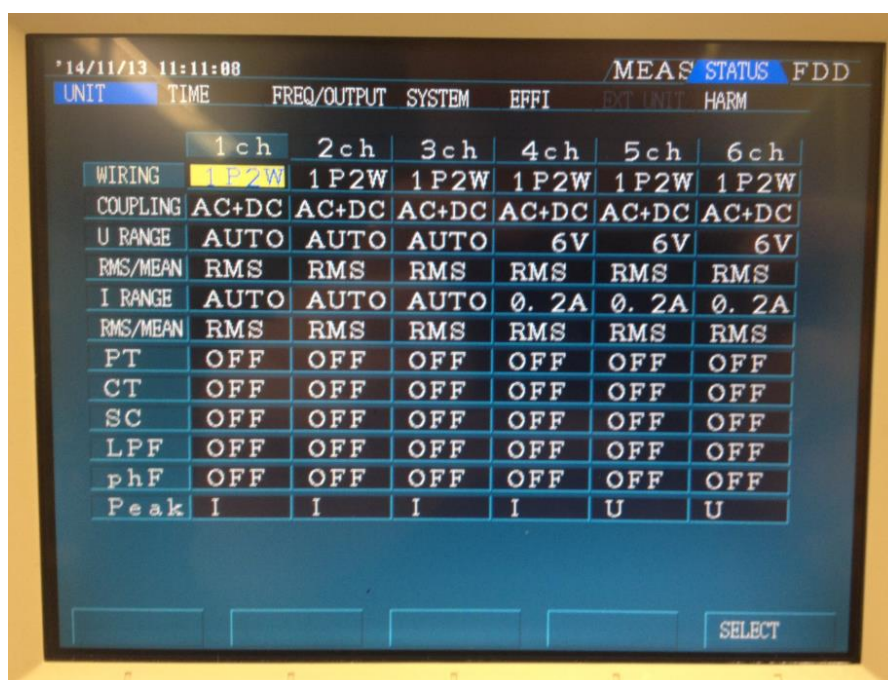 '14/11/13 11:11:08 MEAS STATUS FDD
UNIT TIME FREQ/OUTPUT SYSTEM EFFI EXT UNIT HARM
1ch 2ch 3ch 4ch 5ch 6ch
WIRING 1P2W 1P2W 1P2W 1P2W 1P2W 1P2W
COUPLING AC+DC AC+DC AC+DC AC+DC AC+DC AC+DC
U RANGE AUTO AUTO AUTO 6V 6V 6V
RMS/MEAN RMS RMS RMS RMS RMS RMS
I RANGE AUTO AUTO AUTO 0. 2A 0. 2A 0. 2A
RMS/MEAN RMS RMS RMS RMS RMS RMS
PT OFF OFF OFF OFF OFF OFF
CT OFF OFF OFF OFF OFF OFF
SC OFF OFF OFF OFF OFF OFF
LPF OFF OFF OFF OFF OFF OFF
phF OFF OFF OFF OFF OFF OFF
Peak I I I I U U
SELECT